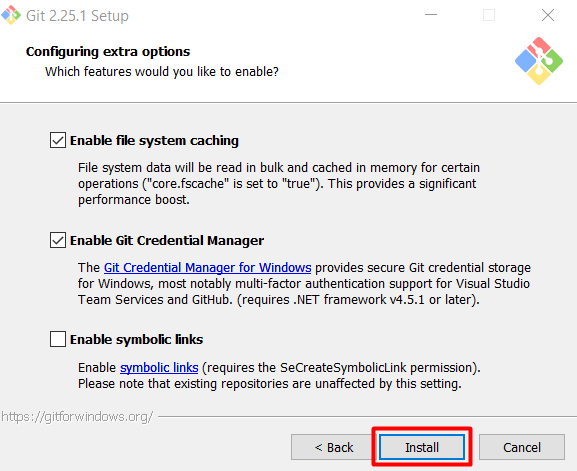 Git 2.25.1 Setup
Configuring extra options
Which features would you like to enable?
Enable file system caching
File system data will be read in bulk and cached in memory for certain
operations ("core.fscache" is set to "true"). This provides a significant
performance boost.
Enable Git Credential Manager
The Git Credential Manager for Windows provides secure Git credential storage
for Windows, most notably multi-factor authentication support for Visual Studio
Team Services and GitHub. (requires .NET framework v4.5.1 or later).
Enable symbolic links
Enable symbolic links (requires the SeCreateSymbolicLink permission).
Please note that existing repositories are unaffected by this setting.
https://gitforwindows.org/
< Back Install Cancel